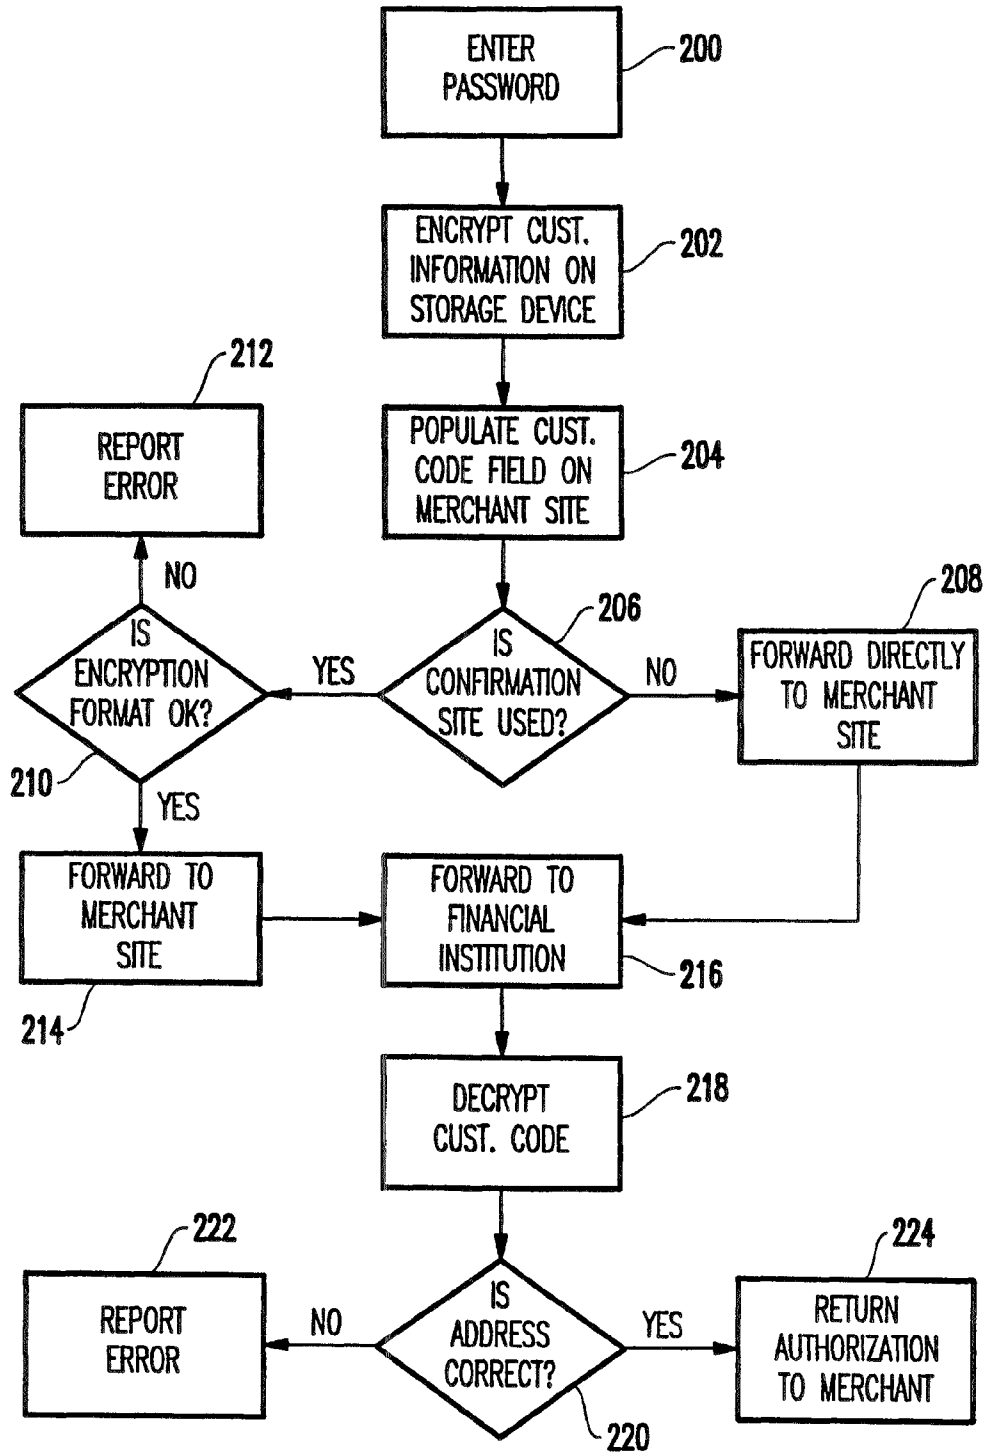 ENTER
PASSWORD
200
ENCRYPT CUST.
INFORMATION ON
STORAGE DEVICE
202
212
REPORT
ERROR
POPULATE CUST.
CODE FIELD ON
MERCHANT SITE
204
NO
IS
ENCRYPTION
FORMAT OK?
210
YES
206
IS
CONFIRMATION
SITE USED?
NO
208
FORWARD DIRECTLY
TO MERCHANT
SITE
YES
FORWARD TO
MERCHANT
SITE
214
FORWARD TO
FINANCIAL
INSTITUTION
216
DECRYPT
CUST. CODE
218
222
REPORT
ERROR
NO
IS
ADDRESS
CORRECT?
220
YES
224
RETURN
AUTHORIZATION
TO MERCHANT